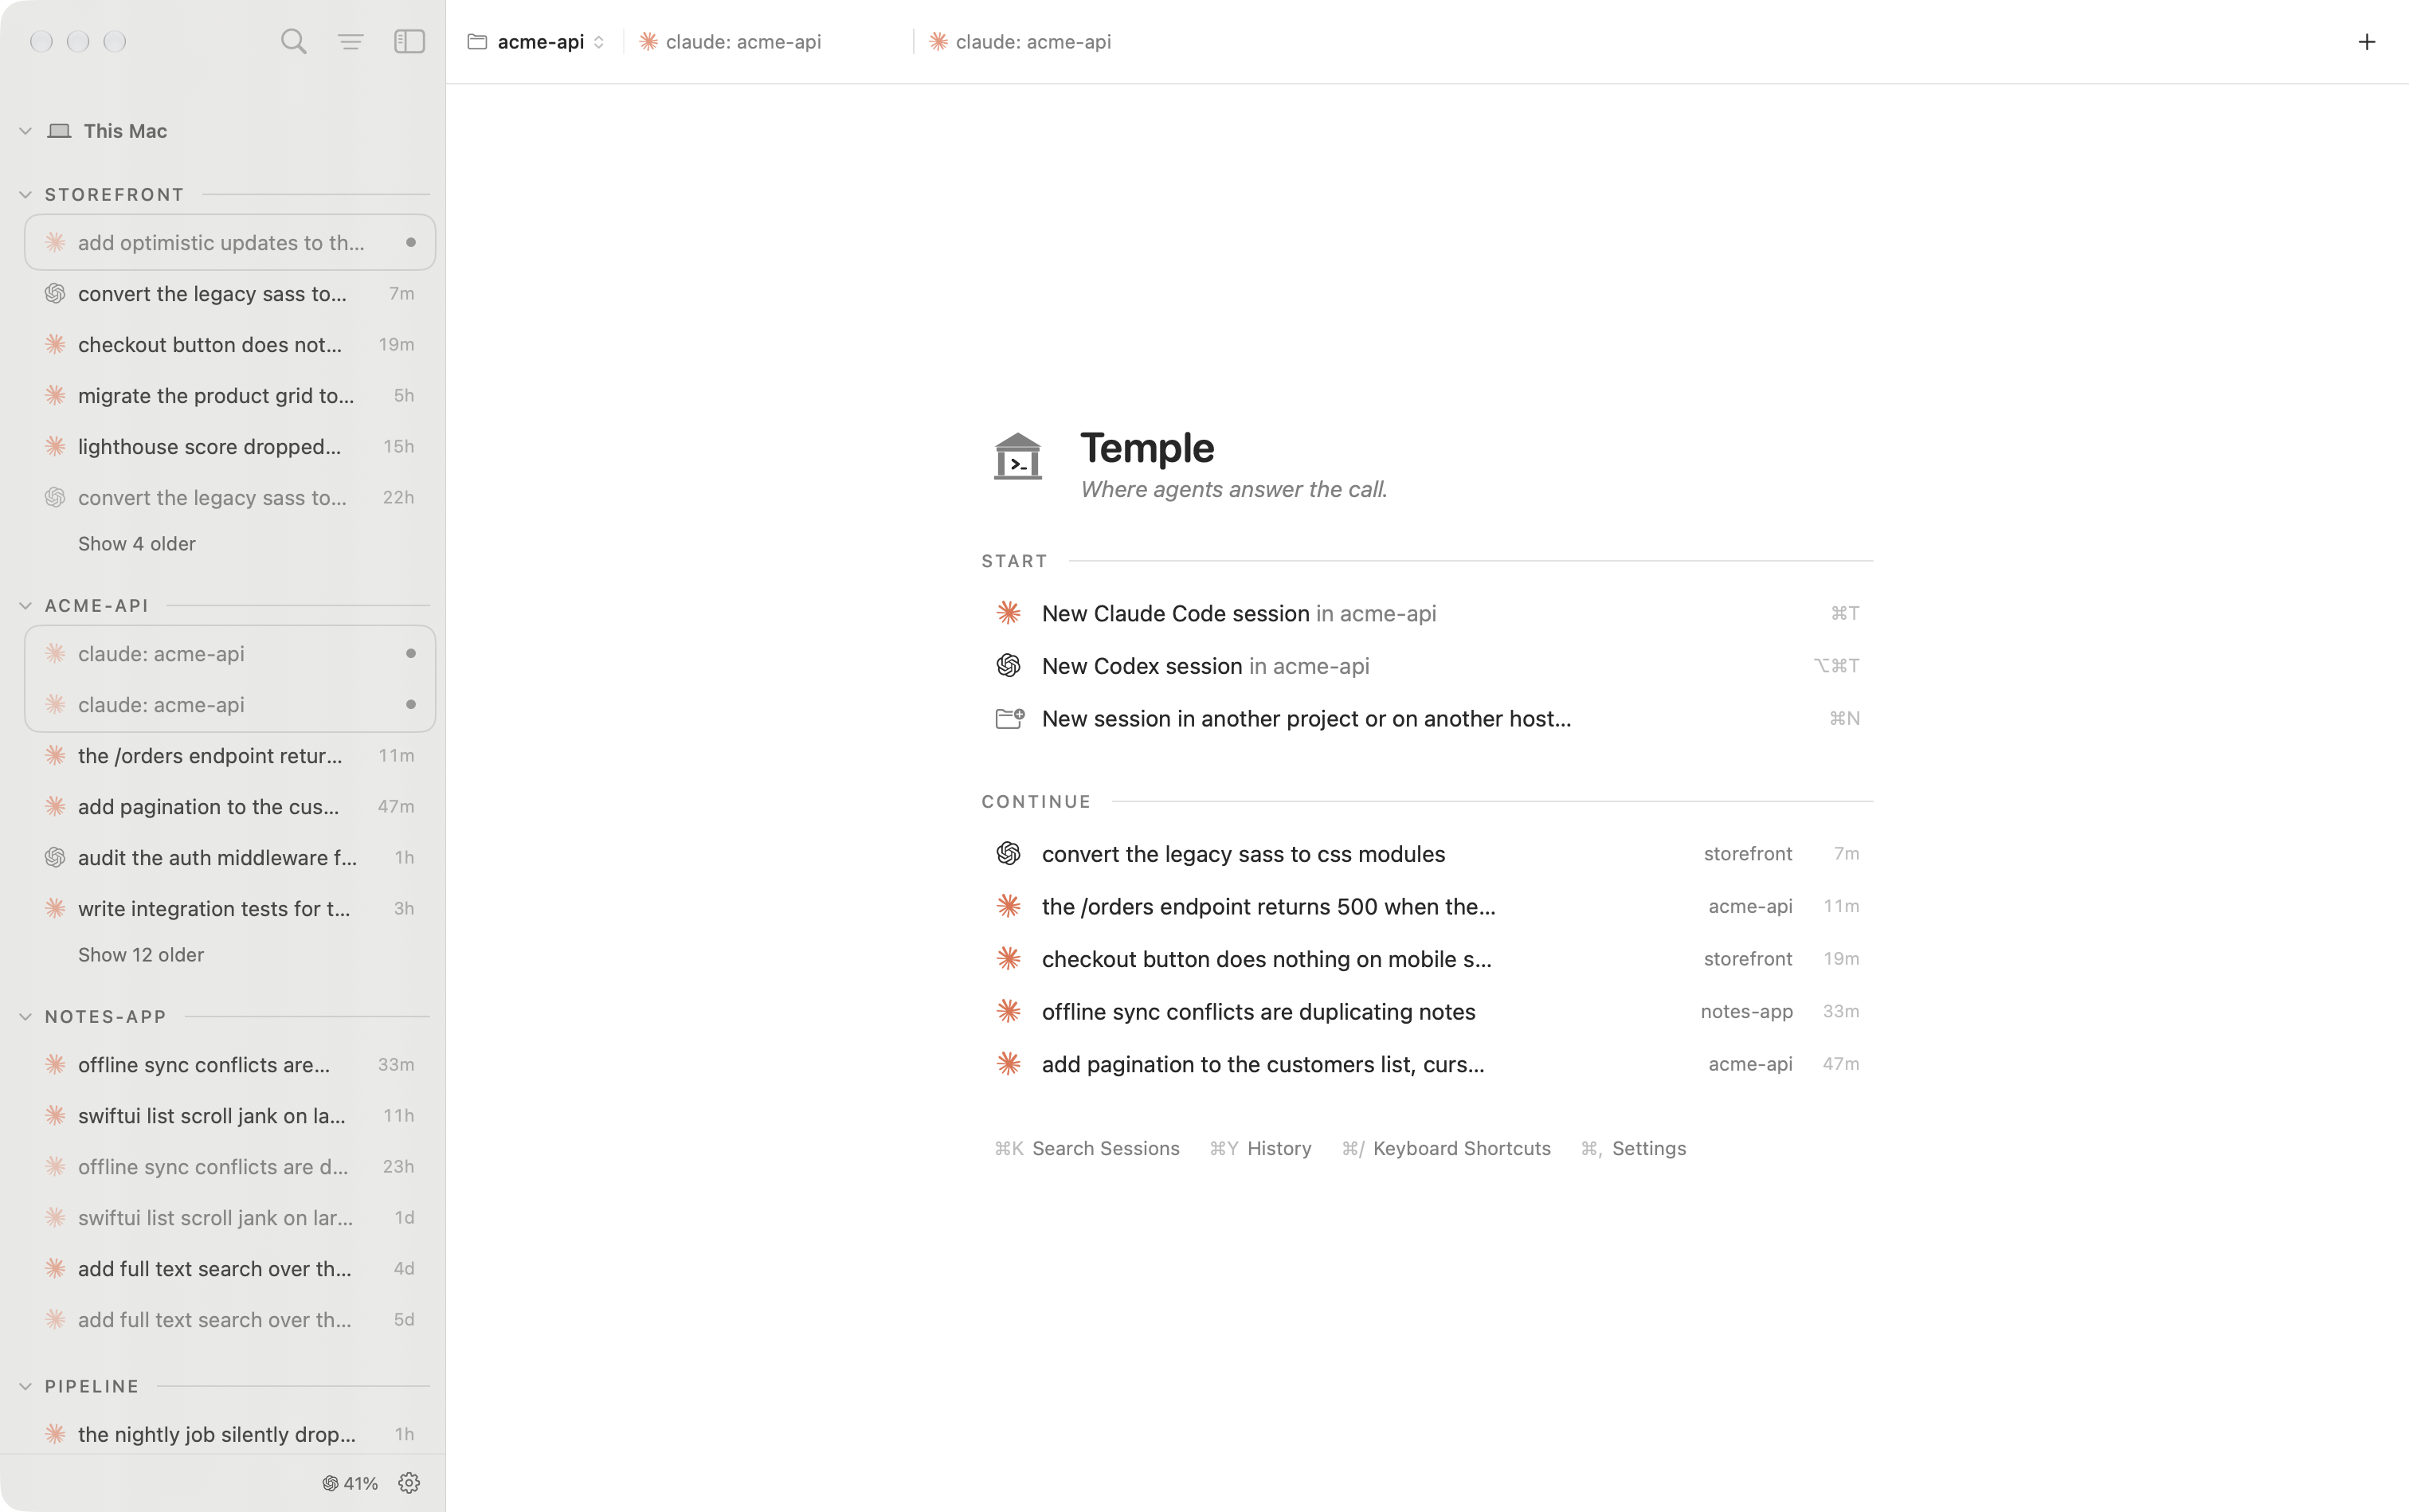 acme-api
claude: acme-api
claude: acme-api
This Mac
STOREFRONT
add optimistic updates to th...
convert the legacy sass to... 7m
checkout button does not... 19m
migrate the product grid to... 5h
lighthouse score dropped... 15h
convert the legacy sass to... 22h
Show 4 older
ACME-API
claude: acme-api
claude: acme-api
the /orders endpoint retur... 11m
add pagination to the cus... 47m
audit the auth middleware f... 1h
write integration tests for t... 3h
Show 12 older
NOTES-APP
offline sync conflicts are... 33m
swiftui list scroll jank on la... 11h
offline sync conflicts are d... 23h
swiftui list scroll jank on lar... 1d
add full text search over th... 4d
add full text search over th... 5d
PIPELINE
the nightly job silently drop... 1h
41%
Temple
Where agents answer the call.
START
New Claude Code session in acme-api ⌘T
New Codex session in acme-api ⌥⌘T
New session in another project or on another host... ⌘N
CONTINUE
convert the legacy sass to css modules storefront 7m
the /orders endpoint returns 500 when the... acme-api 11m
checkout button does nothing on mobile s... storefront 19m
offline sync conflicts are duplicating notes notes-app 33m
add pagination to the customers list, curs... acme-api 47m
⌘K Search Sessions ⌘Y History ⌘/ Keyboard Shortcuts ⌘, Settings